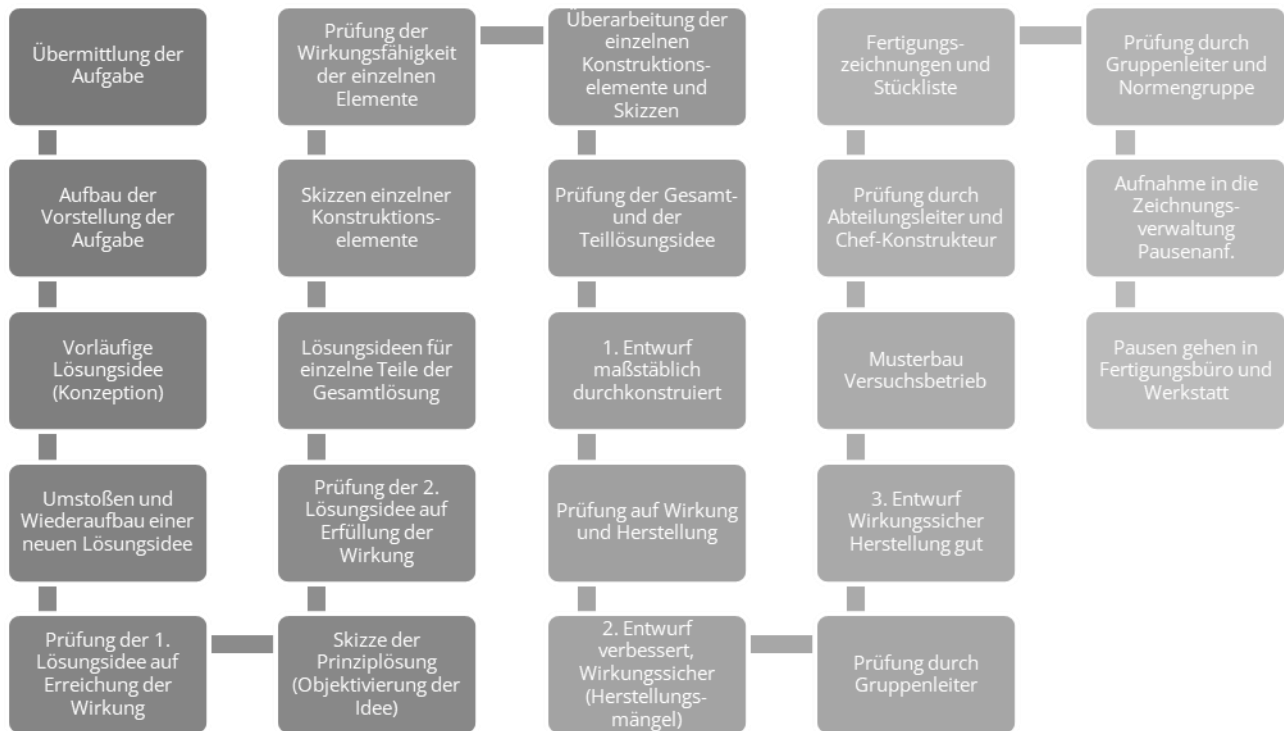 Übermittlung der
Aufgabe
Aufbau der
Vorstellung der
Aufgabe
Vorläufige
Lösungsidee
(Konzeption)
Umstoßen und
Wiederaufbau einer
neuen Lösungsidee
Prüfung der 1.
Lösungsidee auf
Erreichung der
Wirkung
Skizze der
Prinziplösung
(Objektivierung der
Idee)
Prüfung der 2.
Lösungsidee auf
Erfüllung der
Wirkung
Lösungsideen für
einzelne Teile der
Gesamtlösung
Skizzen einzelner
Konstruktions-
elemente
Prüfung der
Wirkungsfähigkeit
der einzelnen
Elemente
Überarbeitung der
einzelnen
Konstruktions-
elemente und
Skizzen
Prüfung der Gesamt-
und der
Teillösungsidee
1. Entwurf
maßstäblich
durchkonstruiert
Prüfung auf Wirkung
und Herstellung
2. Entwurf
verbessert,
Wirkungssicher
(Herstellungs-
mängel)
Prüfung durch
Gruppenleiter
3. Entwurf
Wirkungssicher
Herstellung gut
Musterbau
Versuchsbetrieb
Prüfung durch
Abteilungsleiter und
Chef-Konstrukteur
Fertigungs-
zeichnungen und
Stückliste
Prüfung durch
Gruppenleiter und
Normengruppe
Aufnahme in die
Zeichnungs-
verwaltung
Pausenanf.
Pausen gehen in
Fertigungsbüro und
Werkstatt